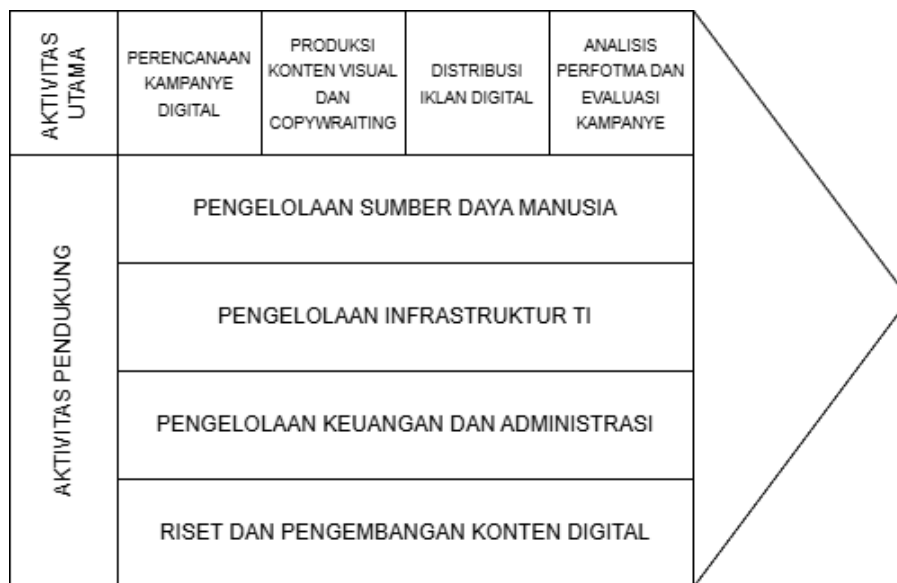 AKTIVITAS
UTAMA
PERENCANAAN
KAMPANYE
DIGITAL
PRODUKSI
KONTEN VISUAL
DAN
COPYWRAITING
DISTRIBUSI
IKLAN DIGITAL
ANALISIS
PERFOTMA DAN
EVALUASI
KAMPANYE
AKTIVITAS PENDUKUNG
PENGELOLAAN SUMBER DAYA MANUSIA
PENGELOLAAN INFRASTRUKTUR TI
PENGELOLAAN KEUANGAN DAN ADMINISTRASI
RISET DAN PENGEMBANGAN KONTEN DIGITAL